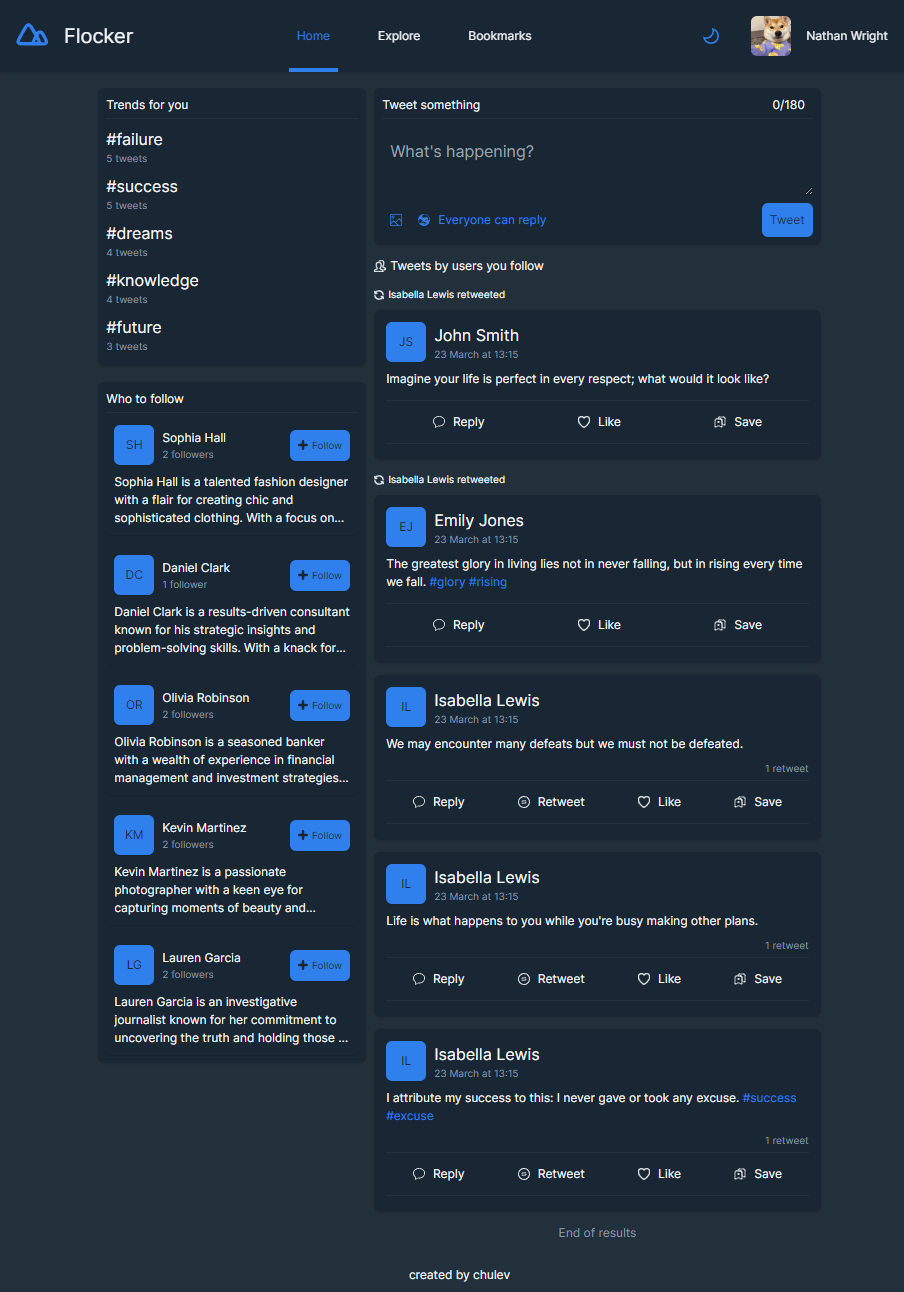 Flocker
Home
Explore
Bookmarks
Nathan Wright
Trends for you
#failure
5 tweets
#success
5 tweets
#dreams
4 tweets
#knowledge
4 tweets
#future
3 tweets
Who to follow
SH
Sophia Hall
2 followers
Follow
Sophia Hall is a talented fashion designer
with a flair for creating chic and
sophisticated clothing. With a focus on...
DC
Daniel Clark
1 follower
Follow
Daniel Clark is a results-driven consultant
known for his strategic insights and
problem-solving skills. With a knack for...
OR
Olivia Robinson
2 followers
Follow
Olivia Robinson is a seasoned banker
with a wealth of experience in financial
management and investment strategies...
KM
Kevin Martinez
2 followers
Follow
Kevin Martinez is a passionate
photographer with a keen eye for
capturing moments of beauty and...
LG
Lauren Garcia
2 followers
Follow
Lauren Garcia is an investigative
journalist known for her commitment to
uncovering the truth and holding those ...
Tweet something
0/180
What's happening?
Everyone can reply
Tweet
Tweets by users you follow
Isabella Lewis retweeted
JS
John Smith
23 March at 13:15
Imagine your life is perfect in every respect; what would it look like?
Reply
Like
Save
Isabella Lewis retweeted
EJ
Emily Jones
23 March at 13:15
The greatest glory in living lies not in never falling, but in rising every time
we fall. #glory #rising
Reply
Like
Save
IL
Isabella Lewis
23 March at 13:15
We may encounter many defeats but we must not be defeated.
1 retweet
Reply
Retweet
Like
Save
IL
Isabella Lewis
23 March at 13:15
Life is what happens to you while you're busy making other plans.
1 retweet
Reply
Retweet
Like
Save
IL
Isabella Lewis
23 March at 13:15
I attribute my success to this: I never gave or took any excuse. #success
#excuse
1 retweet
Reply
Retweet
Like
Save
End of results
created by chulev